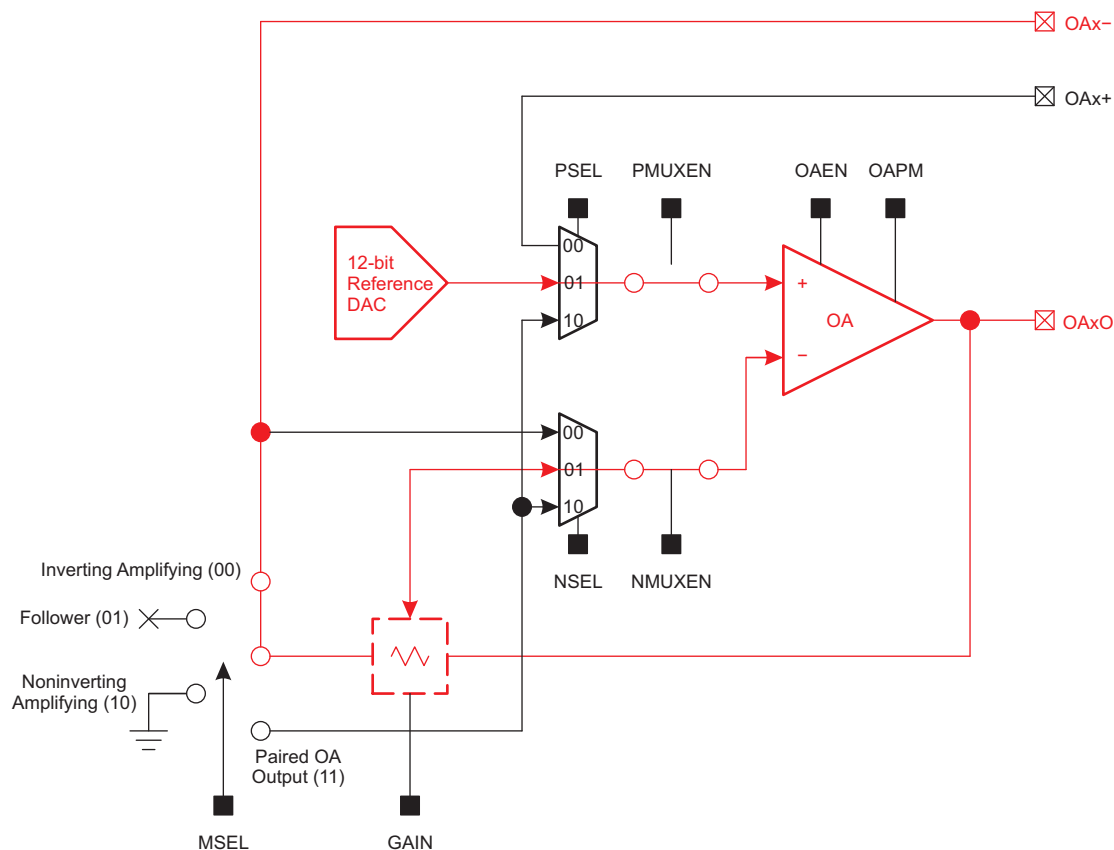 OAx−
OAx+
PSEL
PMUXEN
OAEN
OAPM
00
12-bit
Reference
DAC
01
+
10
OA
OAxO
−
00
01
10
Inverting Amplifying (00)
NSEL
NMUXEN
Follower (01)
Noninverting
Amplifying (10)
Paired OA
Output (11)
MSEL
GAIN